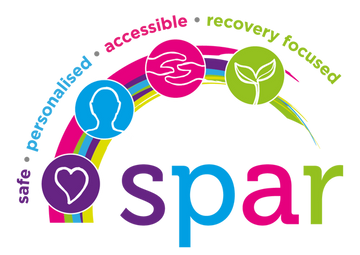 safe • personalised • accessible • recovery focused
spar